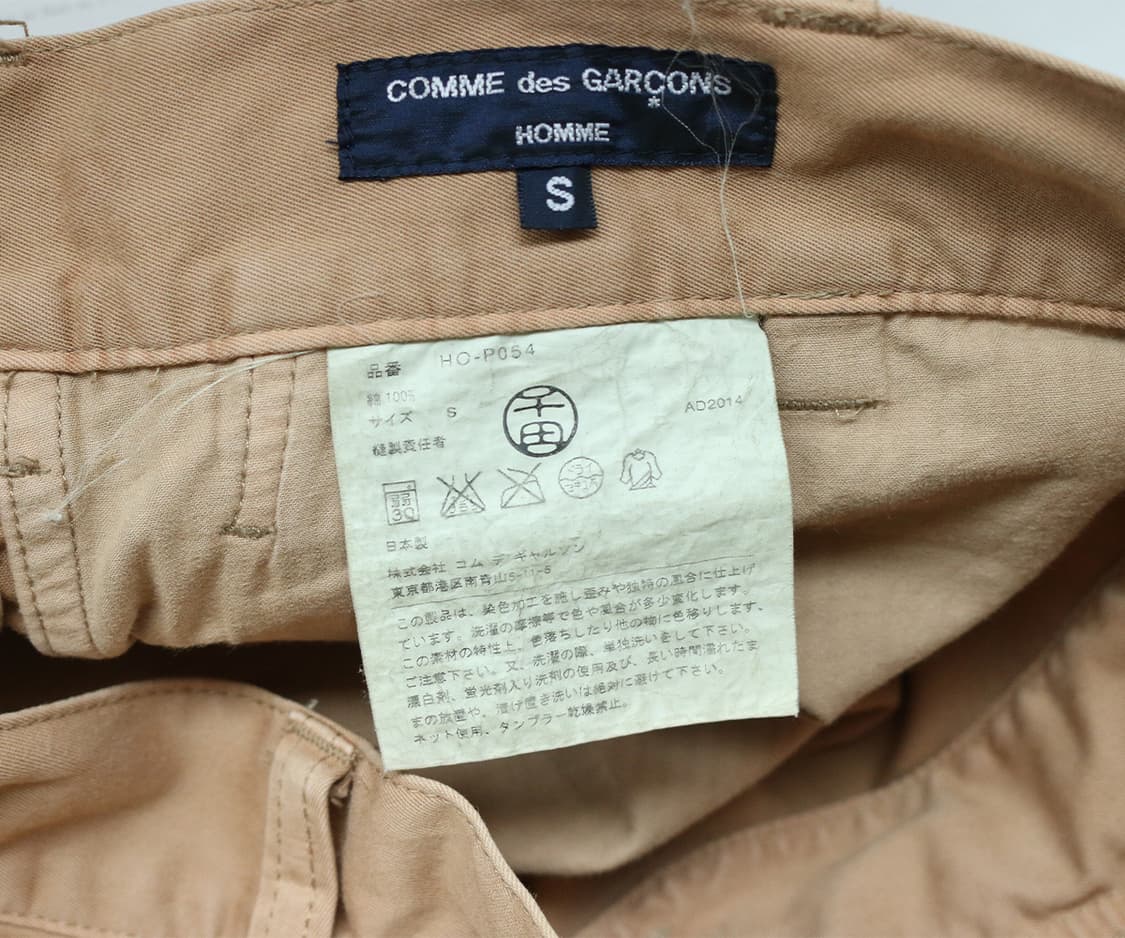 COMME des GARÇONS
HOMME
S
品番 HO-P054
綿 100%
サイズ S
AD2014
縫製責任者
千田
弱
30
日本製
株式会社 コム デ ギャルソン
東京都港区南青山5-11-5
この製品は、染色加工を施し歪みや独特の風合に仕上げ
ています。洗濯の摩擦等で色や風合が多少変化します。
この素材の特性上、色落ちしたり他の物に色移りします、
ご注意下さい。又、洗濯の際、単独洗いをして下さい。
漂白剤、蛍光剤入り洗剤の使用及び、長い時間濡れたま
まの放置や、漬け置き洗いは絶対に避けて下さい。
ネット使用、タンブラー乾燥禁止。